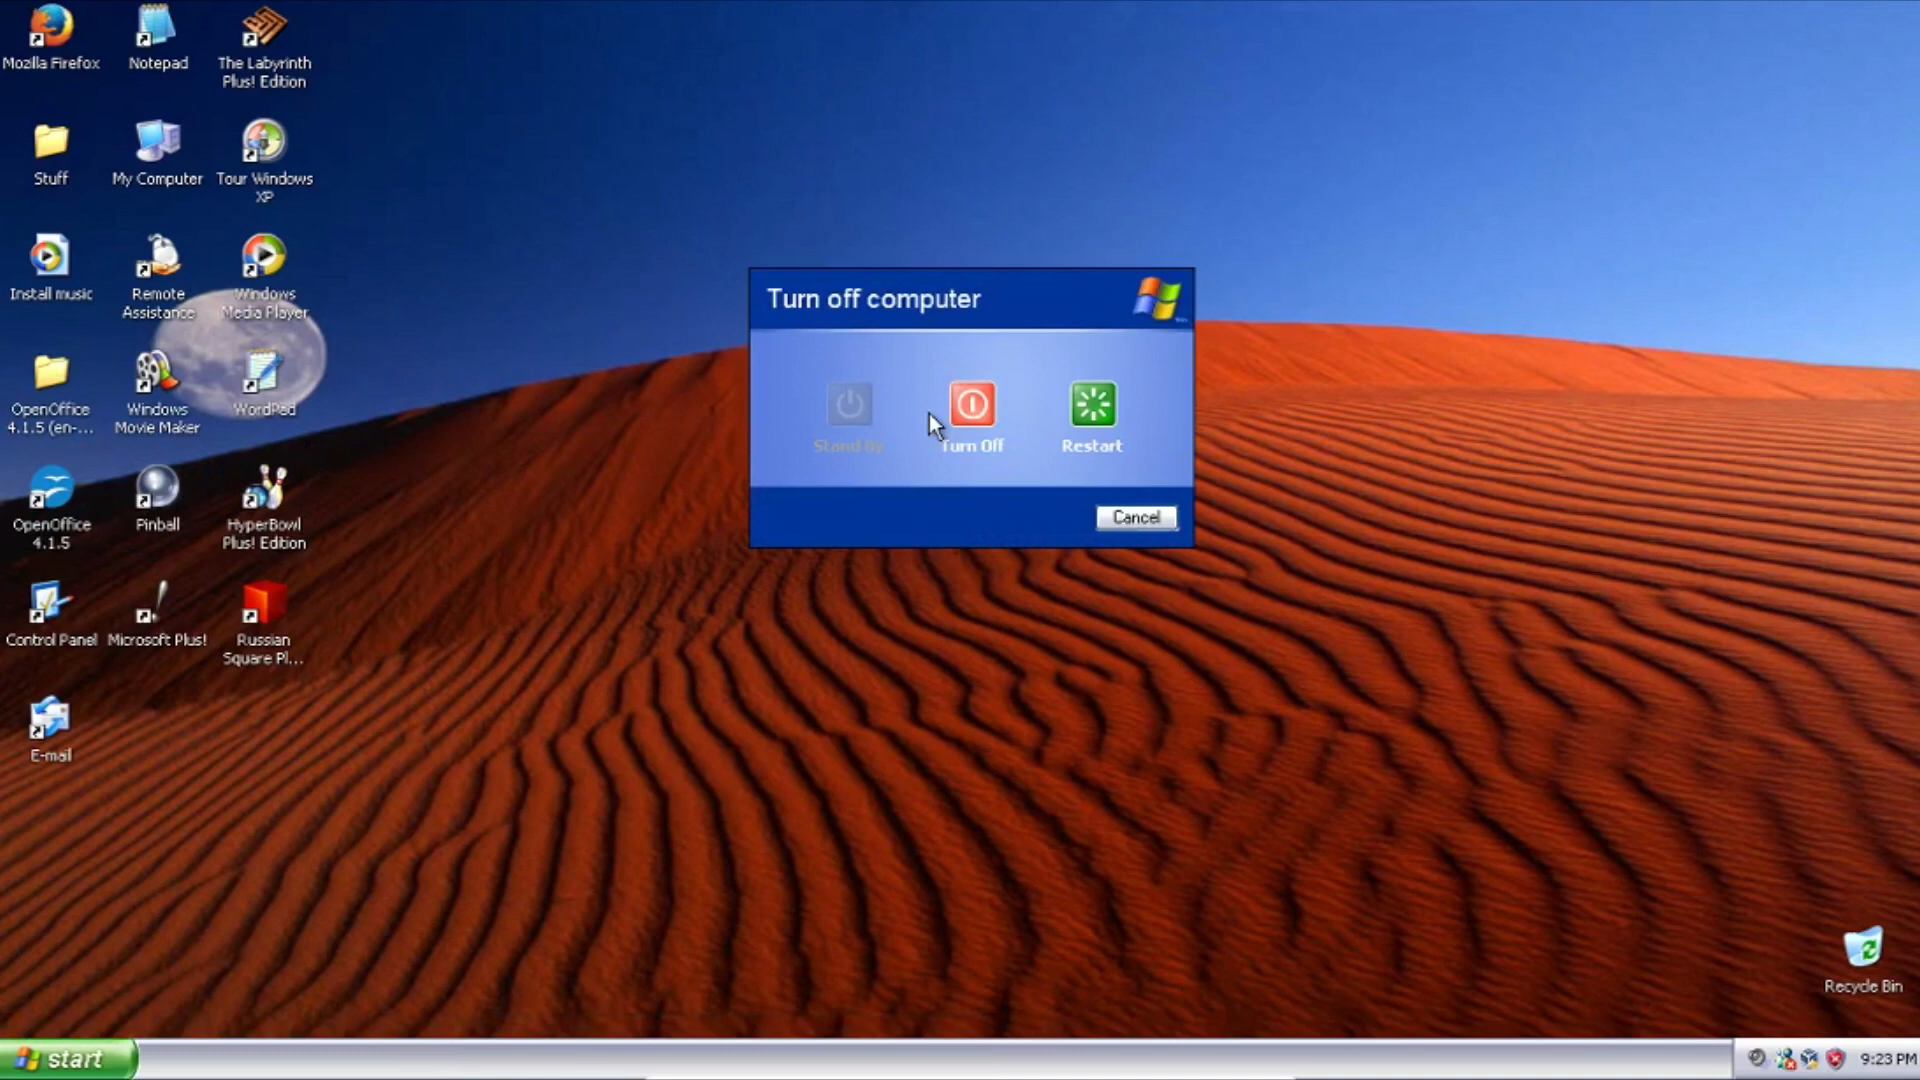 Mozilla Firefox
Notepad
The Labyrinth
Plus! Edition
Stuff
My Computer
Tour Windows
XP
Install music
Remote
Assistance
Windows
Media Player
OpenOffice
4.1.5 (en-...
Windows
Movie Maker
WordPad
OpenOffice
4.1.5
Pinball
HyperBowl
Plus! Edition
Control Panel
Microsoft Plus!
Russian
Square Pl...
E-mail
Turn off computer
Stand By
Turn Off
Restart
Cancel
Recycle Bin
start
9:23 PM